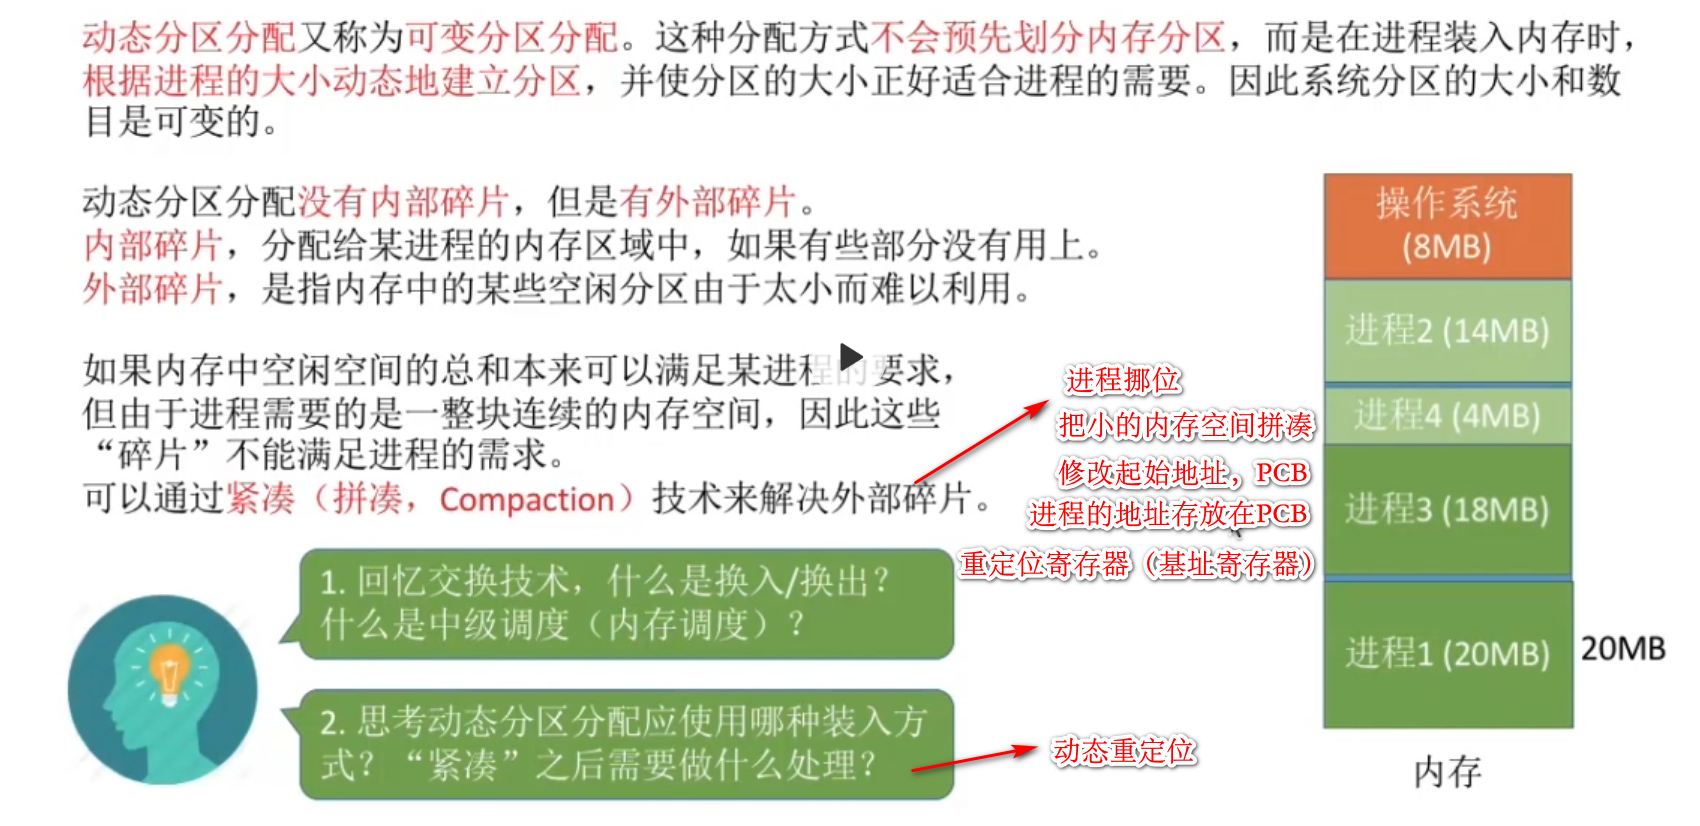 动态分区分配又称为可变分区分配。这种分配方式不会预先划分内存分区，而是在进程装入内存时，
根据进程的大小动态地建立分区，并使分区的大小正好适合进程的需要。因此系统分区的大小和数
目是可变的。
动态分区分配没有内部碎片，但是有外部碎片。
内部碎片，分配给某进程的内存区域中，如果有些部分没有用上。
外部碎片，是指内存中的某些空闲分区由于太小而难以利用。
如果内存中空闲空间的总和本来可以满足某进程的要求，
但由于进程需要的是一整块连续的内存空间，因此这些
“碎片”不能满足进程的需求。
可以通过紧凑（拼凑，Compaction）技术来解决外部碎片。
进程挪位
把小的内存空间拼凑
修改起始地址，PCB
进程的地址存放在PCB
重定位寄存器（基址寄存器）
1. 回忆交换技术，什么是换入/换出？
什么是中级调度（内存调度）？
2. 思考动态分区分配应使用哪种装入方
式？“紧凑”之后需要做什么处理？
动态重定位
操作系统
(8MB)
进程2 (14MB)
进程4 (4MB)
进程3 (18MB)
进程1 (20MB)
20MB
内存